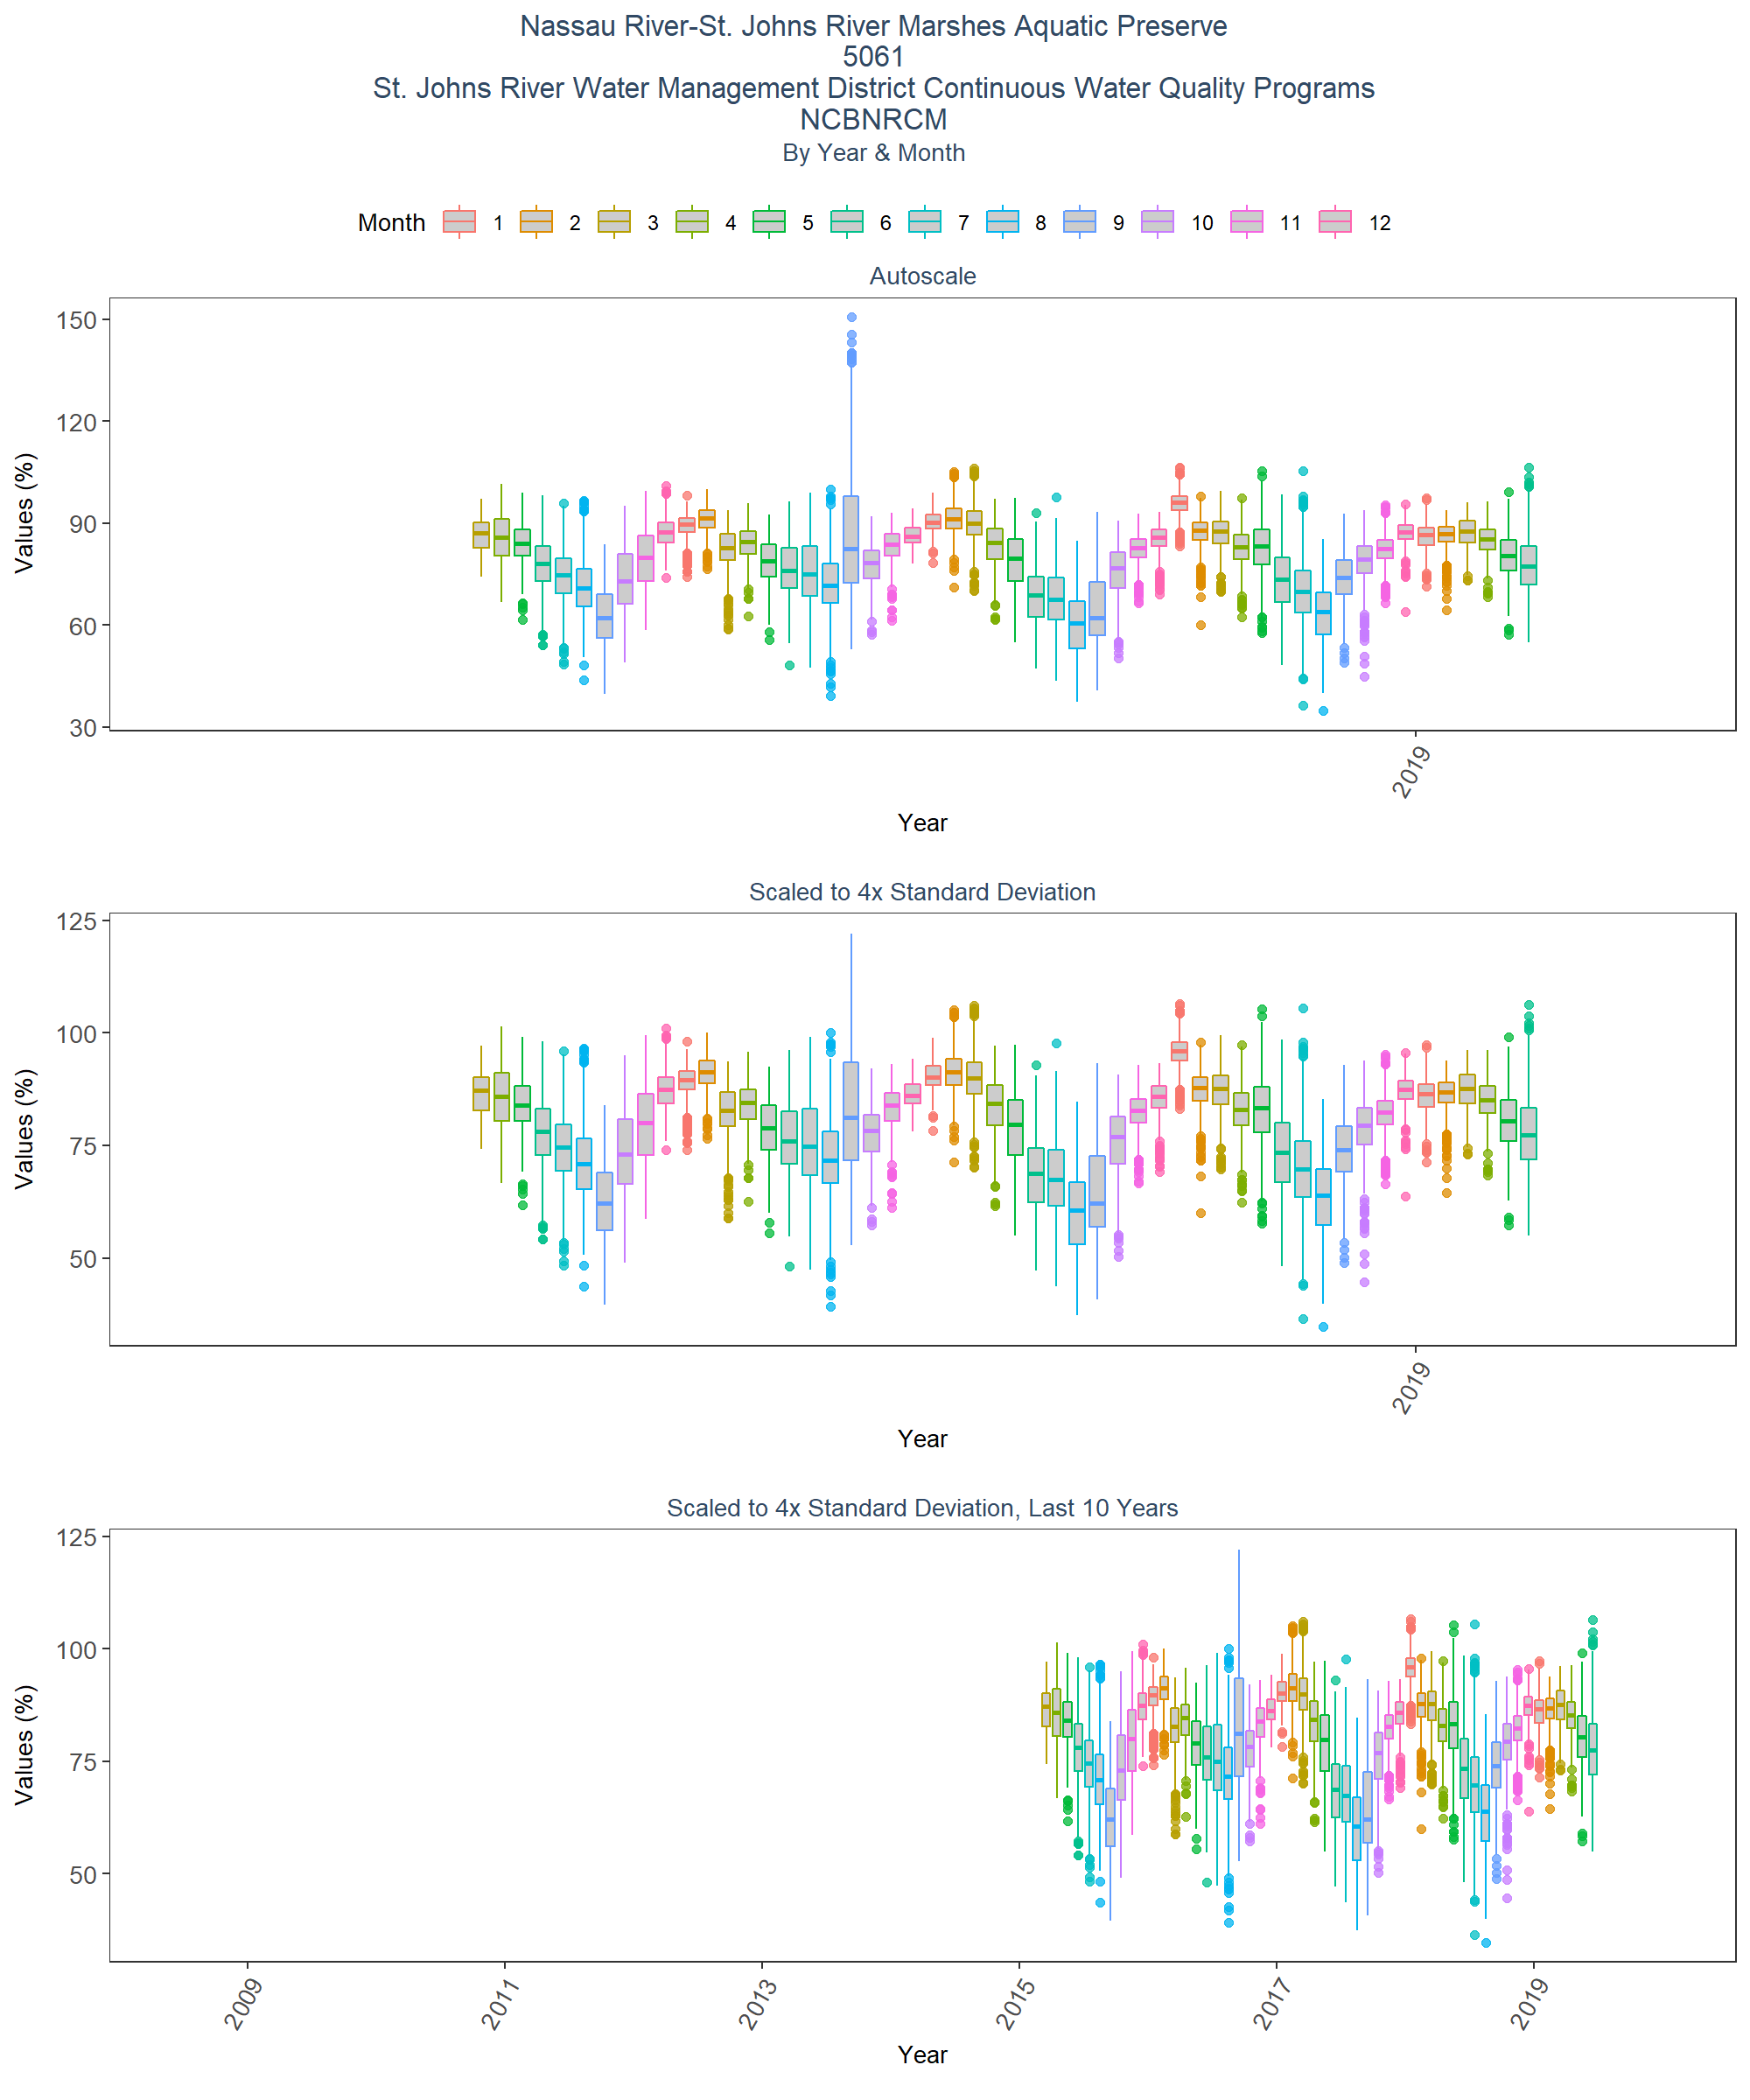 Nassau River-St. Johns River Marshes Aquatic Preserve
5061
St. Johns River Water Management District Continuous Water Quality Programs
NCBNRCM
By Year & Month
Month 1 2 3 4 5 6 7 8 9 10 11 12
Autoscale
Values (%)
150
120
90
60
30
2019
Year
Scaled to 4x Standard Deviation
Values (%)
125
100
75
50
2019
Year
Scaled to 4x Standard Deviation, Last 10 Years
Values (%)
125
100
75
50
2009 2011 2013 2015 2017 2019
Year